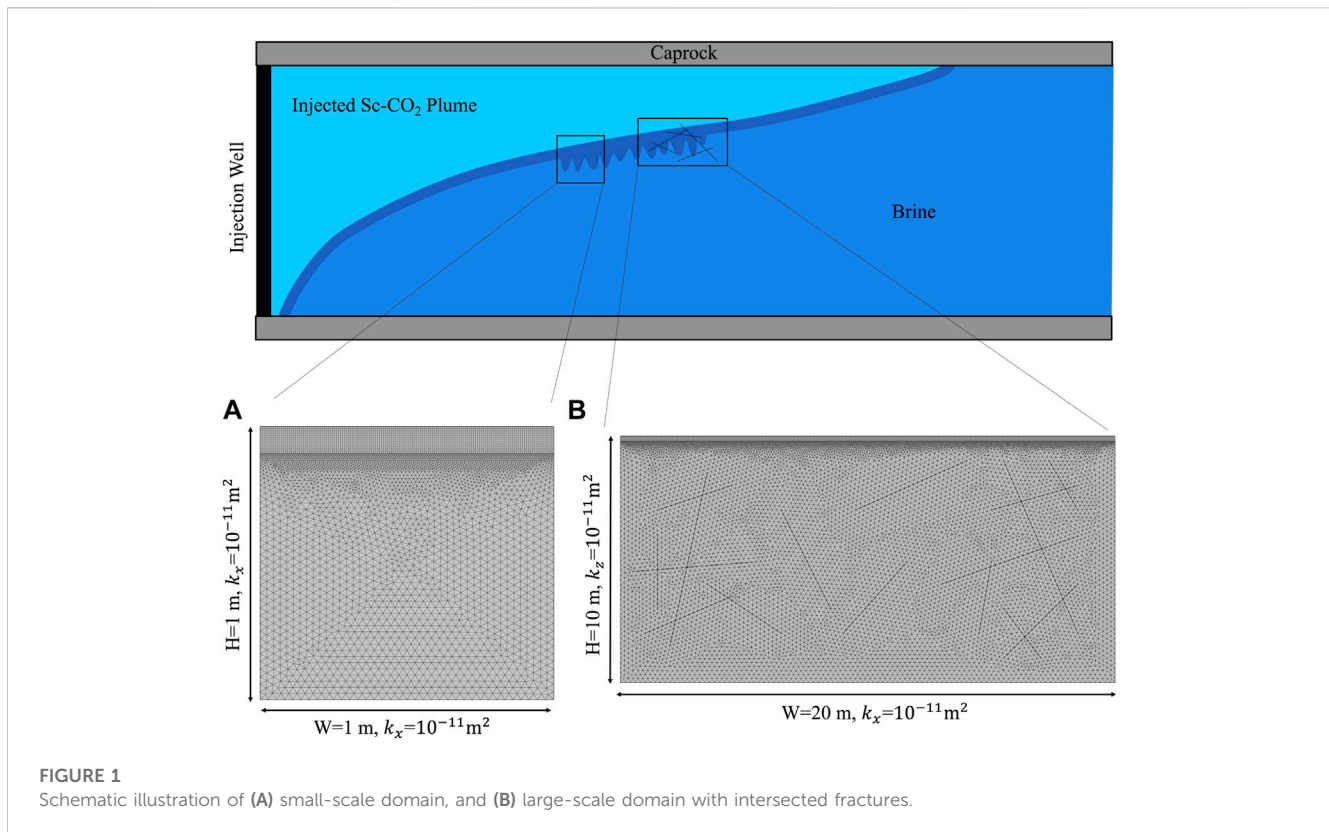 Caprock
Injected Sc-CO₂ Plume
Injection Well
Brine
A
B
H=1 m, kₓ=10⁻¹¹m²
W=1 m, kₓ=10⁻¹¹m²
H=10 m, k_z=10⁻¹¹m²
W=20 m, kₓ=10⁻¹¹m²
FIGURE 1
Schematic illustration of (A) small-scale domain, and (B) large-scale domain with intersected fractures.